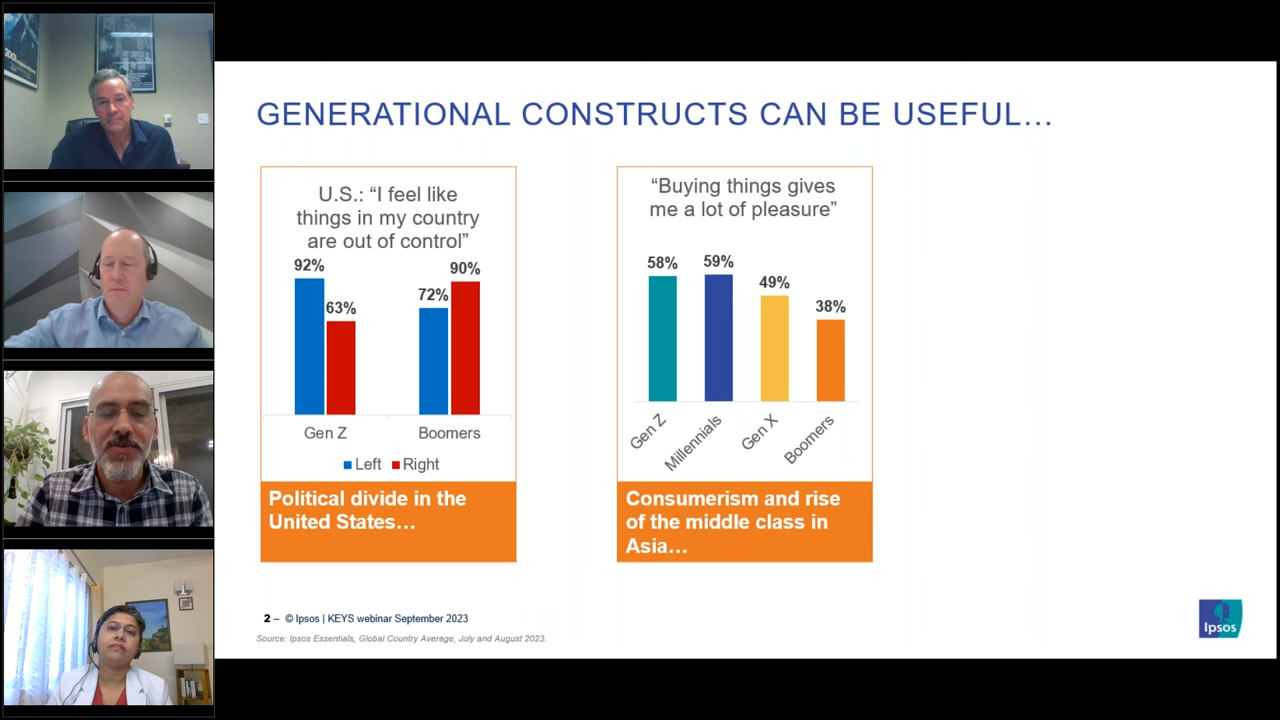 GENERATIONAL CONSTRUCTS CAN BE USEFUL…
U.S.: “I feel like
things in my country
are out of control”
92%
63%
72%
90%
Gen Z
Boomers
Left
Right
Political divide in the
United States…
“Buying things gives
me a lot of pleasure”
58%
59%
49%
38%
Gen Z
Millennials
Gen X
Boomers
Consumerism and rise
of the middle class in
Asia…
2 – © Ipsos | KEYS webinar September 2023
Source: Ipsos Essentials, Global Country Average, July and August 2023.
Ipsos